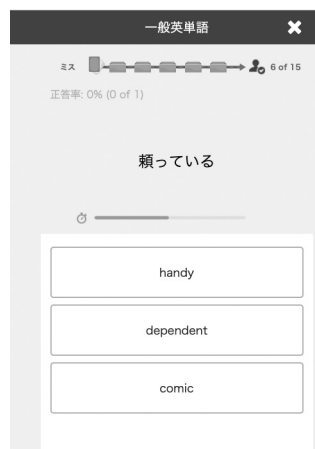 一般英単語
ミス 6 of 15
正答率: 0% (0 of 1)
頼っている
handy
dependent
comic